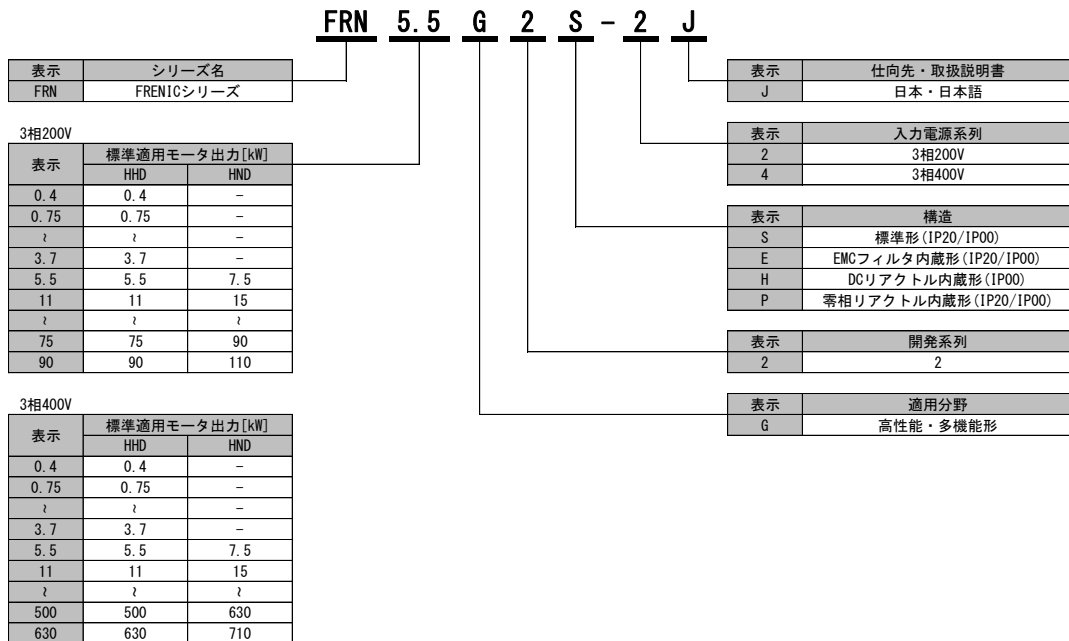 FRN 5.5 G 2 S - 2 J
表示 シリーズ名
FRN FRENICシリーズ
3相200V
表示 標準適用モータ出力[kW]
HHD HND
0.4 0.4 -
0.75 0.75 -
~ ~ -
3.7 3.7 -
5.5 5.5 7.5
11 11 15
~ ~ ~
75 75 90
90 90 110
3相400V
表示 標準適用モータ出力[kW]
HHD HND
0.4 0.4 -
0.75 0.75 -
~ ~ -
3.7 3.7 -
5.5 5.5 7.5
11 11 15
~ ~ ~
500 500 630
630 630 710
表示 仕向先・取扱説明書
J 日本・日本語
表示 入力電源系列
2 3相200V
4 3相400V
表示 構造
S 標準形(IP20/IP00)
E EMCフィルタ内蔵形(IP20/IP00)
H DCリアクトル内蔵形(IP00)
P 零相リアクトル内蔵形(IP20/IP00)
表示 開発系列
2 2
表示 適用分野
G 高性能・多機能形